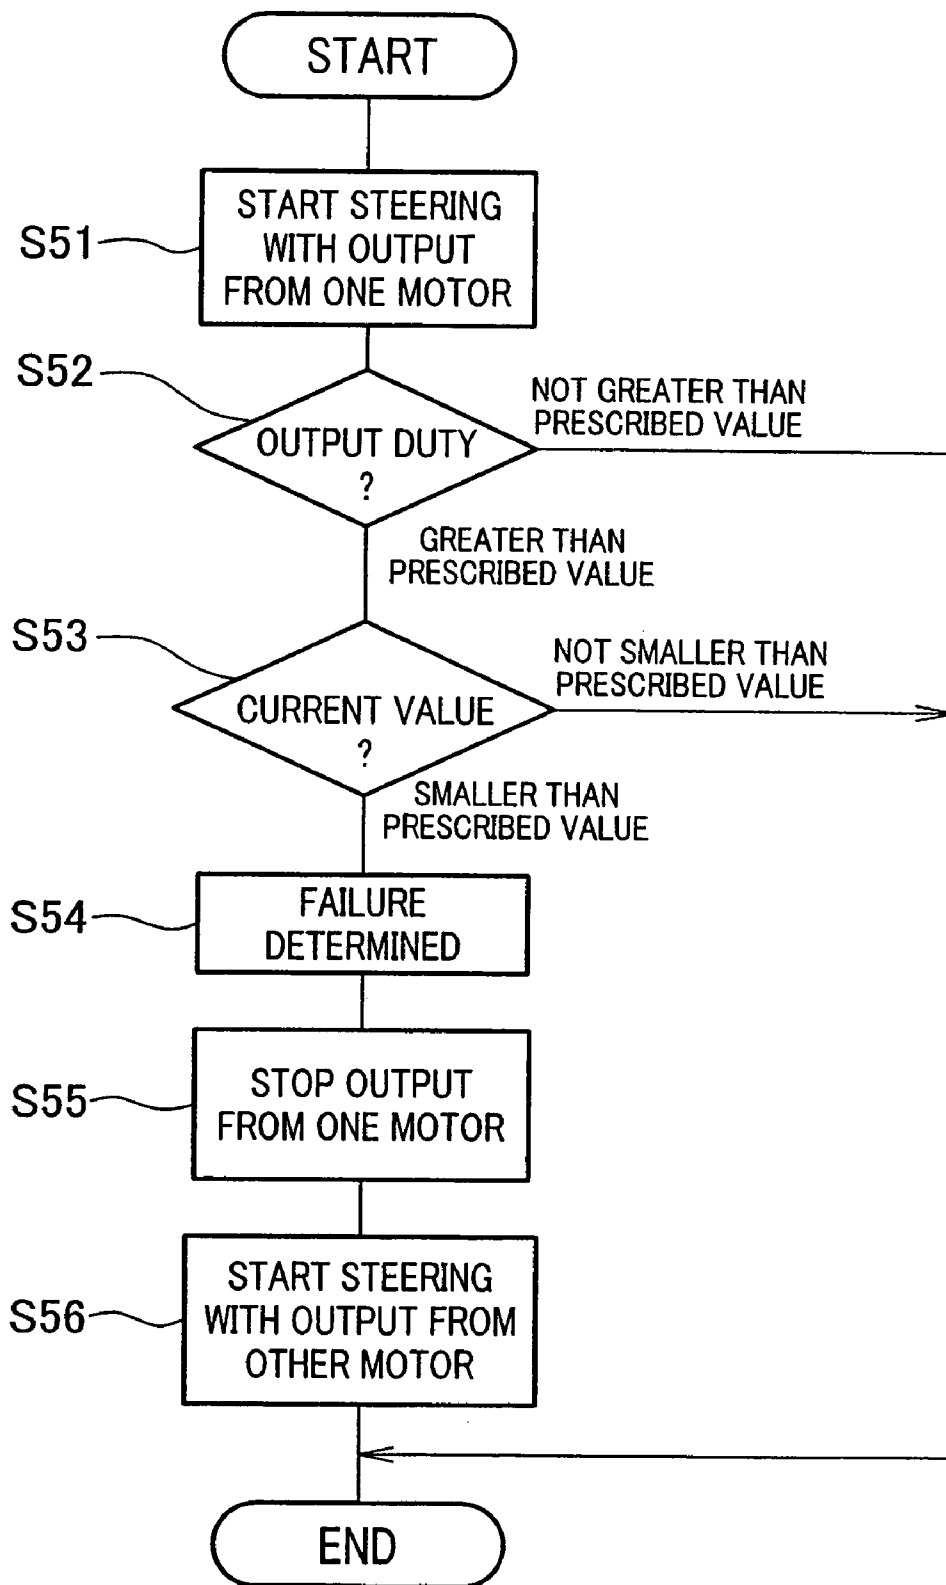 START
S51
START STEERING
WITH OUTPUT
FROM ONE MOTOR
S52
OUTPUT DUTY
?
NOT GREATER THAN
PRESCRIBED VALUE
GREATER THAN
PRESCRIBED VALUE
S53
CURRENT VALUE
?
NOT SMALLER THAN
PRESCRIBED VALUE
SMALLER THAN
PRESCRIBED VALUE
S54
FAILURE
DETERMINED
S55
STOP OUTPUT
FROM ONE MOTOR
S56
START STEERING
WITH OUTPUT FROM
OTHER MOTOR
END